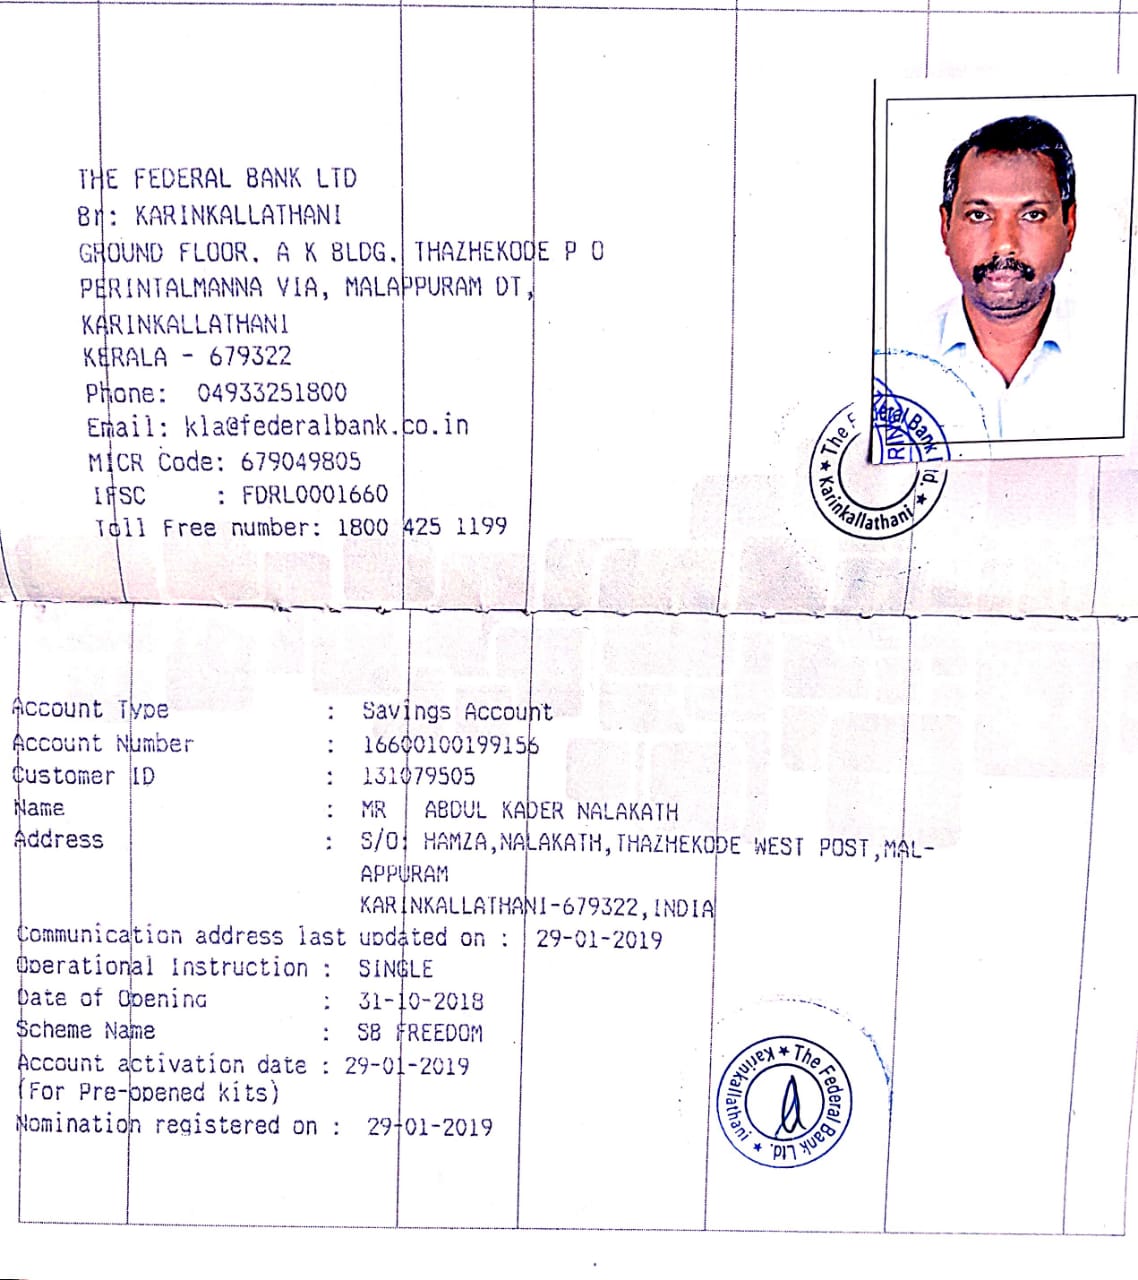 THE FEDERAL BANK LTD
Br: KARINKALLATHANI
GROUND FLOOR. A K BLDG. THAZHEKODE P O
PERINTALMANNA VIA, MALAPPURAM DT,
KARINKALLATHANI
KERALA - 679322
Phone: 04933251800
Email: kla@federalbank.co.in
MICR Code: 679049805
IFSC : FDRL0001660
Toll Free number: 1800 425 1199
The Federal Bank Ltd. ★ Karinkallathani ★
Account Type : Savings Account
Account Number : 16600100199156
Customer ID : 131079505
Name : MR ABDUL KADER NALAKATH
Address : S/O: HAMZA,NALAKATH,THAZHEKODE WEST POST,MAL-
APPURAM
KARINKALLATHANI-679322,INDIA
Communication address last updated on : 29-01-2019
Operational Instruction : SINGLE
Date of Opening : 31-10-2018
Scheme Name : SB FREEDOM
Account activation date : 29-01-2019
(For Pre-opened kits)
Nomination registered on : 29-01-2019
★ The Federal Bank Ltd. ★ Karinkallathani